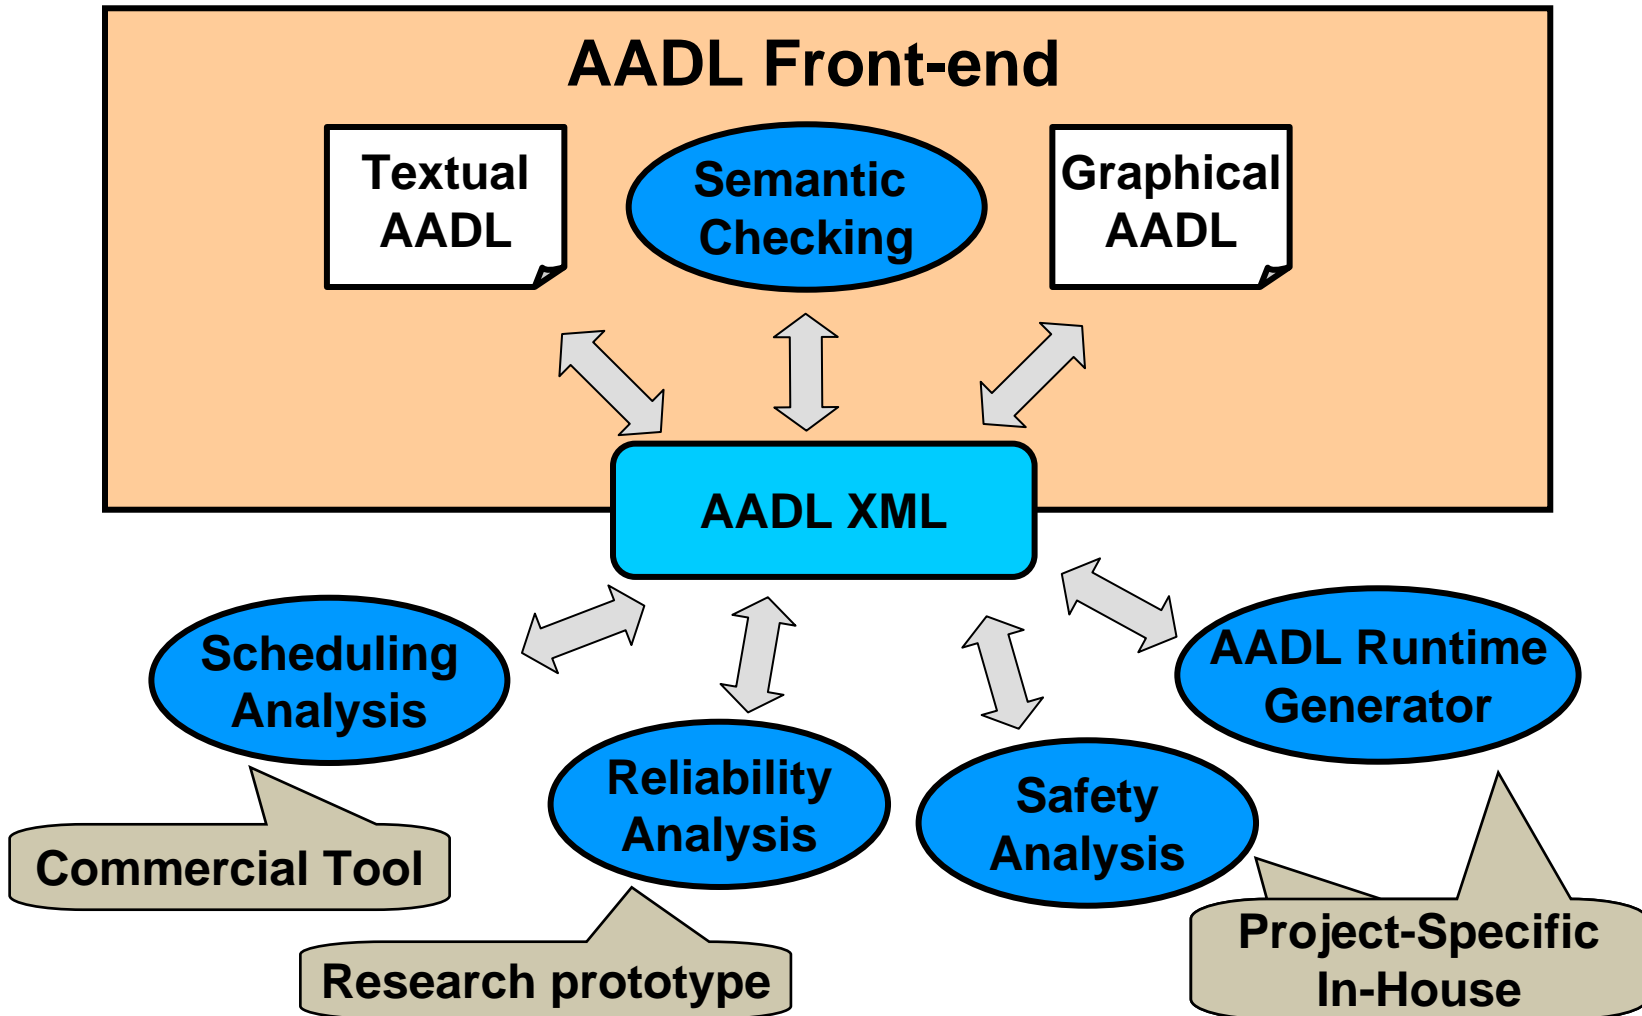 AADL Front-end
Textual
AADL
Semantic
Checking
Graphical
AADL
AADL XML
Scheduling
Analysis
Reliability
Analysis
Safety
Analysis
AADL Runtime
Generator
Commercial Tool
Research prototype
Project-Specific
In-House